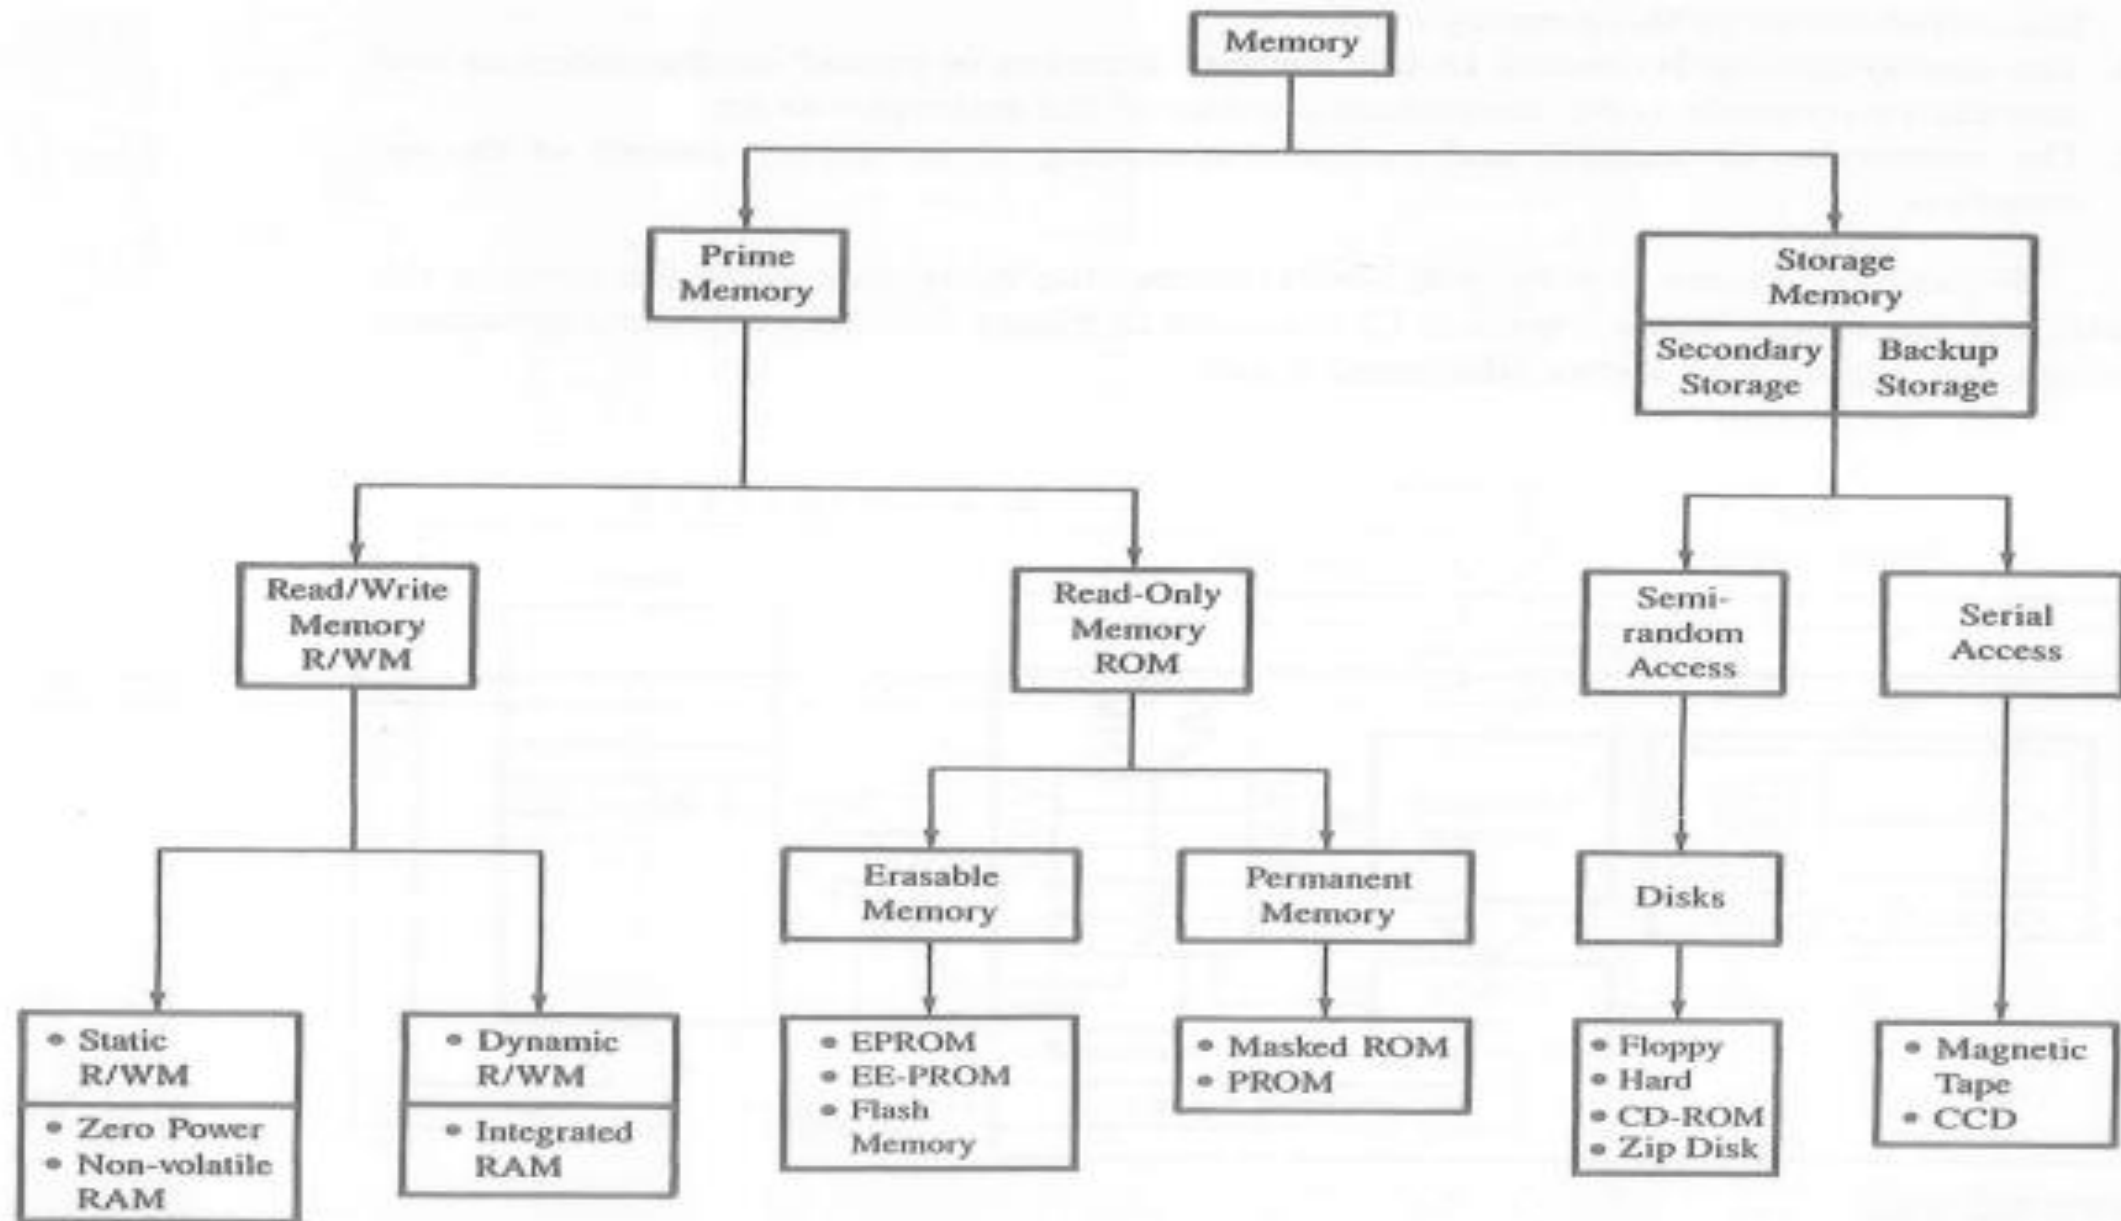 Memory
Prime
Memory
Storage
Memory
Secondary
Storage
Backup
Storage
Read/Write
Memory
R/WM
Read-Only
Memory
ROM
Semi-
random
Access
Serial
Access
Erasable
Memory
Permanent
Memory
Disks
• Static
R/WM
• Zero Power
• Non-volatile
RAM
• Dynamic
R/WM
• Integrated
RAM
• EPROM
• EE-PROM
• Flash
Memory
• Masked ROM
• PROM
• Floppy
• Hard
• CD-ROM
• Zip Disk
• Magnetic
Tape
• CCD